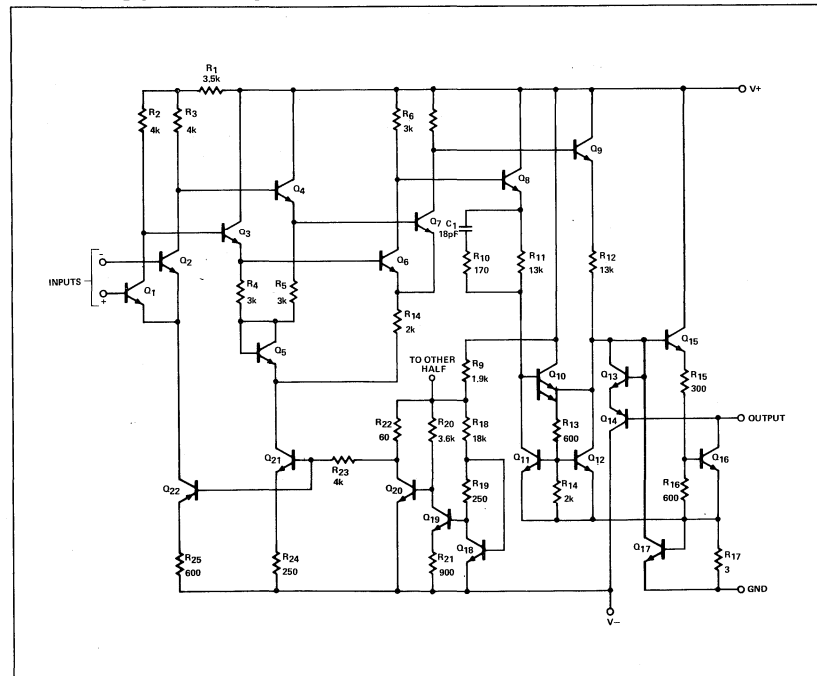 R1
3.5k
R2
4k
R3
4k
R6
3k
V+
Q9
Q8
Q4
Q3
Q7
C1
18pF
Q6
R10
170
R11
13k
R12
13k
INPUTS
-
+
Q2
Q1
R4
3k
R5
3k
Q5
R14
2k
TO OTHER
HALF
R9
1.9k
Q10
Q13
Q15
R15
300
Q14
OUTPUT
R22
60
R20
3.6k
R18
18k
R13
600
Q21
R23
4k
Q11
Q12
Q16
Q22
Q20
R19
250
R14
2k
R16
600
Q19
Q18
Q17
R25
600
R24
250
R21
900
R17
3
GND
V-